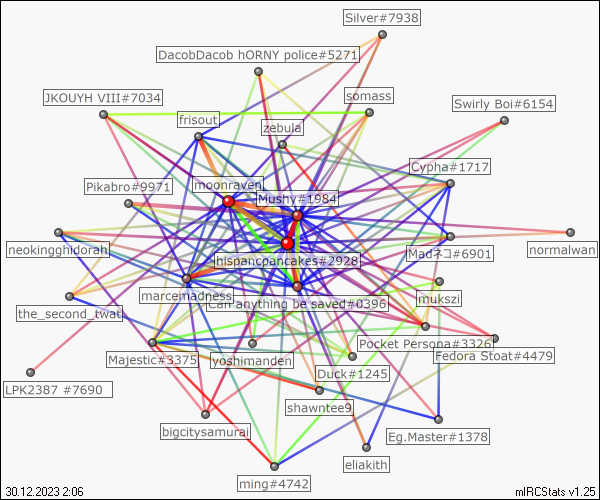 Silver#7938
DacobDacob hORNY police#5271
JKOUYH VIII#7034
somass
Swirly Boi#6154
frisout
zebula
Cypha#1717
moonraven
Pikabro#9971
Mushy#1984
neokingghidorah
Madネコ#6901
normalwan
hispancpancakes#2928
marcemadness
Can anything be saved#0396
mukszi
the_second_twat
Pocket Persona#3326
Fedora Stoat#4479
Majestic#3375
yoshimanden
Duck#1245
LPK2387 #7690
shawntee9
bigcitysamurai
Eg.Master#1378
eliakith
ming#4742
30.12.2023 2:06
mIRCStats v1.25